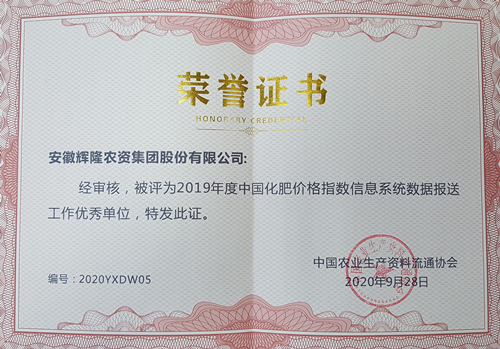 荣誉证书
HONORARY CREDENTIAL
安徽辉隆农资集团股份有限公司:
经审核，被评为2019年度中国化肥价格指数信息系统数据报送
工作优秀单位，特发此证。
中国农业生产资料流通协会
2020年9月28日
编号：2020YXDW05